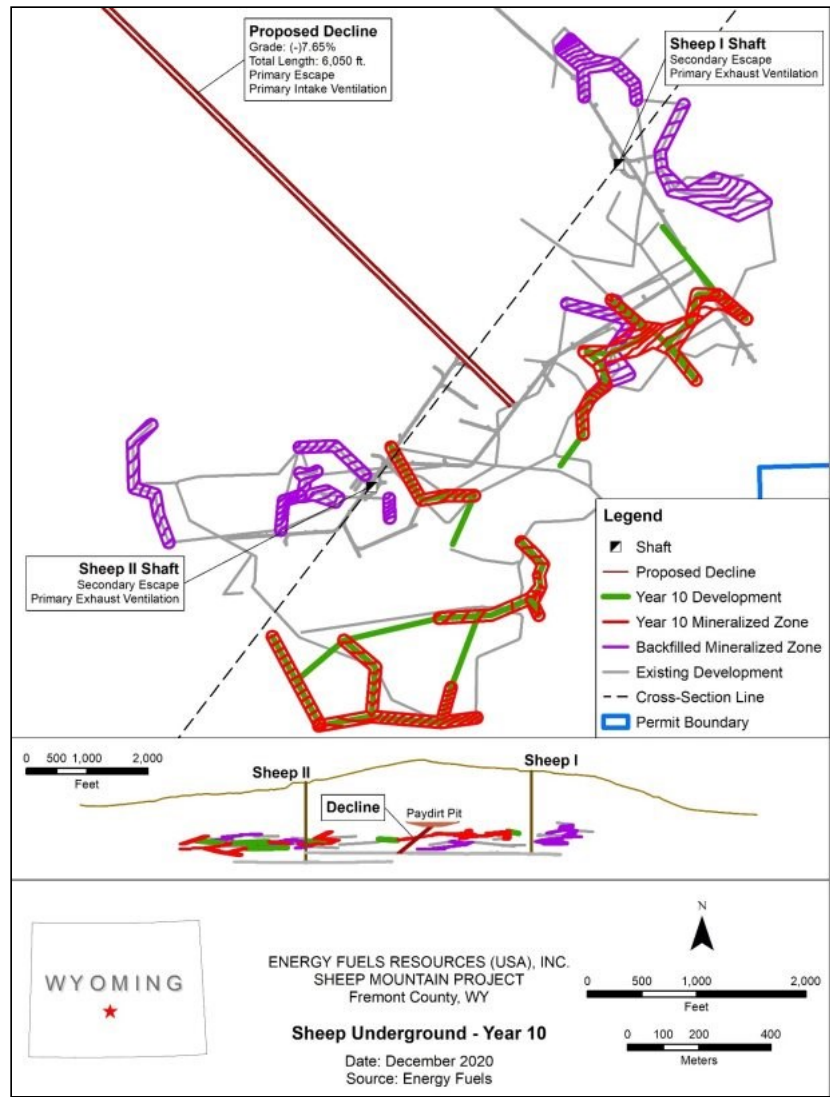 Proposed Decline
Grade: (-)7.65%
Total Length: 6,050 ft.
Primary Escape
Primary Intake Ventilation
Sheep I Shaft
Secondary Escape
Primary Exhaust Ventilation
Sheep II Shaft
Secondary Escape
Primary Exhaust Ventilation
Legend
Shaft
Proposed Decline
Year 10 Development
Year 10 Mineralized Zone
Backfilled Mineralized Zone
Existing Development
Cross-Section Line
Permit Boundary
0 500 1,000 2,000
Feet
Sheep II
Sheep I
Decline
Paydirt Pit
WYOMING
ENERGY FUELS RESOURCES (USA), INC.
SHEEP MOUNTAIN PROJECT
Fremont County, WY
Sheep Underground - Year 10
Date: December 2020
Source: Energy Fuels
N
0 500 1,000 2,000
Feet
0 100 200 400
Meters